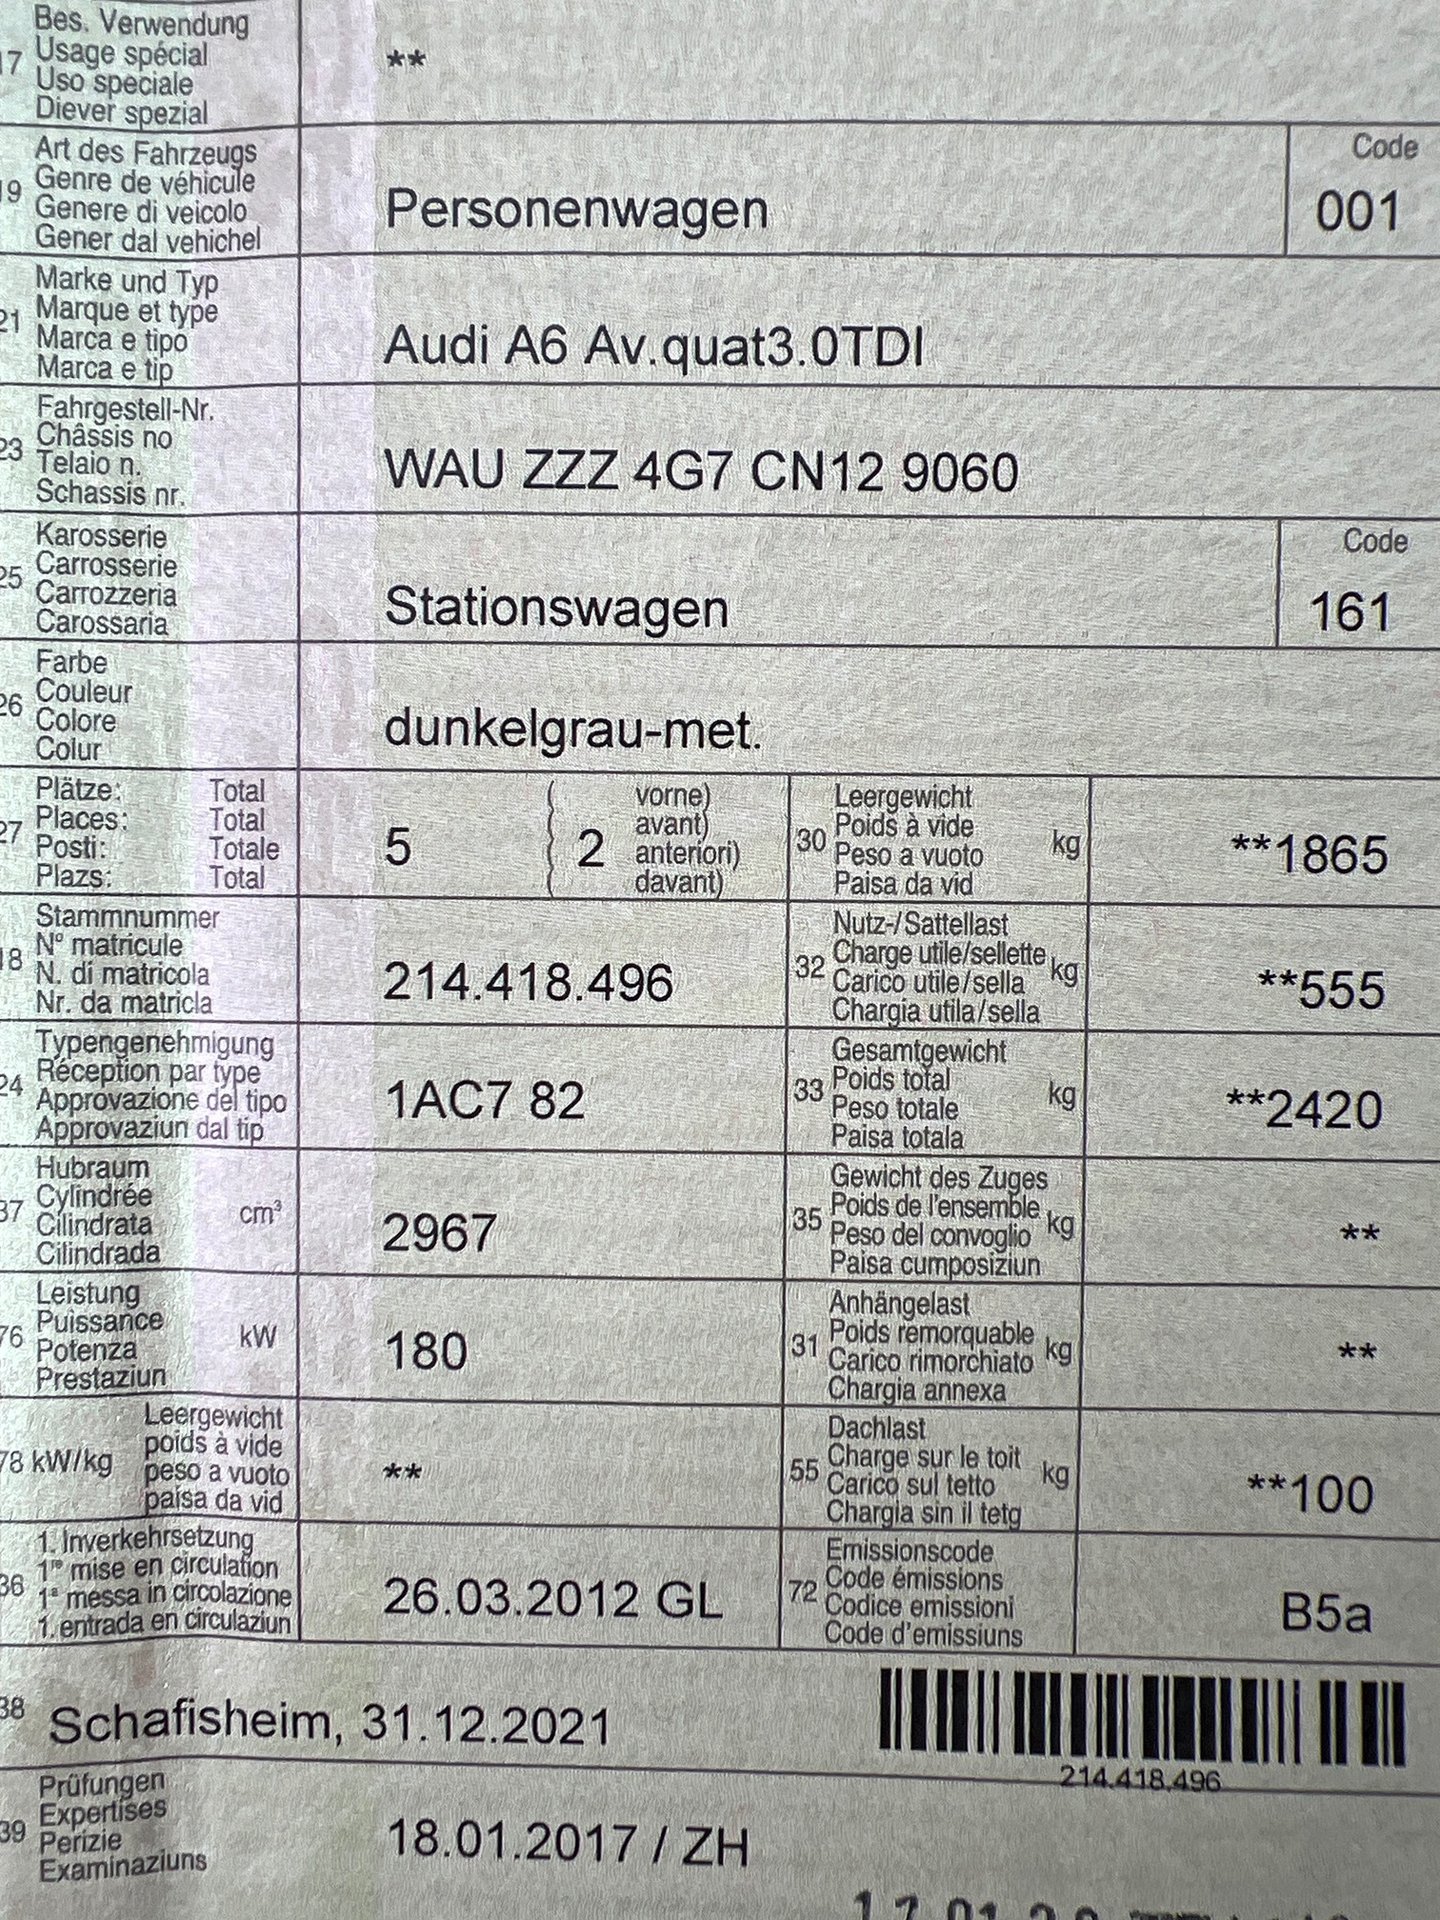 Bes. Verwendung
17 Usage spécial **
Uso speciale
Diever spezial
Art des Fahrzeugs Code
19 Genre de véhicule Personenwagen 001
Genere di veicolo
Gener dal vehichel
Marke und Typ
21 Marque et type Audi A6 Av.quat3.0TDI
Marca e tipo
Marca e tip
Fahrgestell-Nr.
23 Châssis no WAU ZZZ 4G7 CN12 9060
Telaio n.
Schassis nr.
Karosserie Code
25 Carrosserie Stationswagen 161
Carrozzeria
Carossaria
Farbe
26 Couleur dunkelgrau-met.
Colore
Colur
Plätze: Total 5 ( 2 vorne)
27 Places: Total ( avant)
Posti: Totale ( anteriori)
Plazs: Total ( davant)
Leergewicht
30 Poids à vide kg **1865
Peso a vuoto
Paisa da vid
Stammnummer
18 Nº matricule 214.418.496
N. di matricola
Nr. da matricla
Nutz-/Sattellast
32 Charge utile/sellette kg **555
Carico utile/sella
Chargia utila/sella
Typengenehmigung
24 Réception par type 1AC7 82
Approvazione del tipo
Approvaziun dal tip
Gesamtgewicht
33 Poids total kg **2420
Peso totale
Paisa totala
Hubraum
37 Cylindrée cm³ 2967
Cilindrata
Cilindrada
Gewicht des Zuges
35 Poids de l'ensemble kg **
Peso del convoglio
Paisa cumposiziun
Leistung
76 Puissance kW 180
Potenza
Prestaziun
Anhängelast
31 Poids remorquable kg **
Carico rimorchiato
Chargia annexa
Leergewicht
78 kW/kg poids à vide **
peso a vuoto
paisa da vid
Dachlast
55 Charge sur le toit kg **100
Carico sul tetto
Chargia sin il tetg
1. Inverkehrsetzung
36 1re mise en circulation 26.03.2012 GL
1a messa in circolazione
1. entrada en circulaziun
Emissionscode
72 Code émissions B5a
Codice emissioni
Code d'emissiuns
38 Schafisheim, 31.12.2021
214.418.496
Prüfungen
39 Expertises 18.01.2017 / ZH
Perizie
Examinaziuns